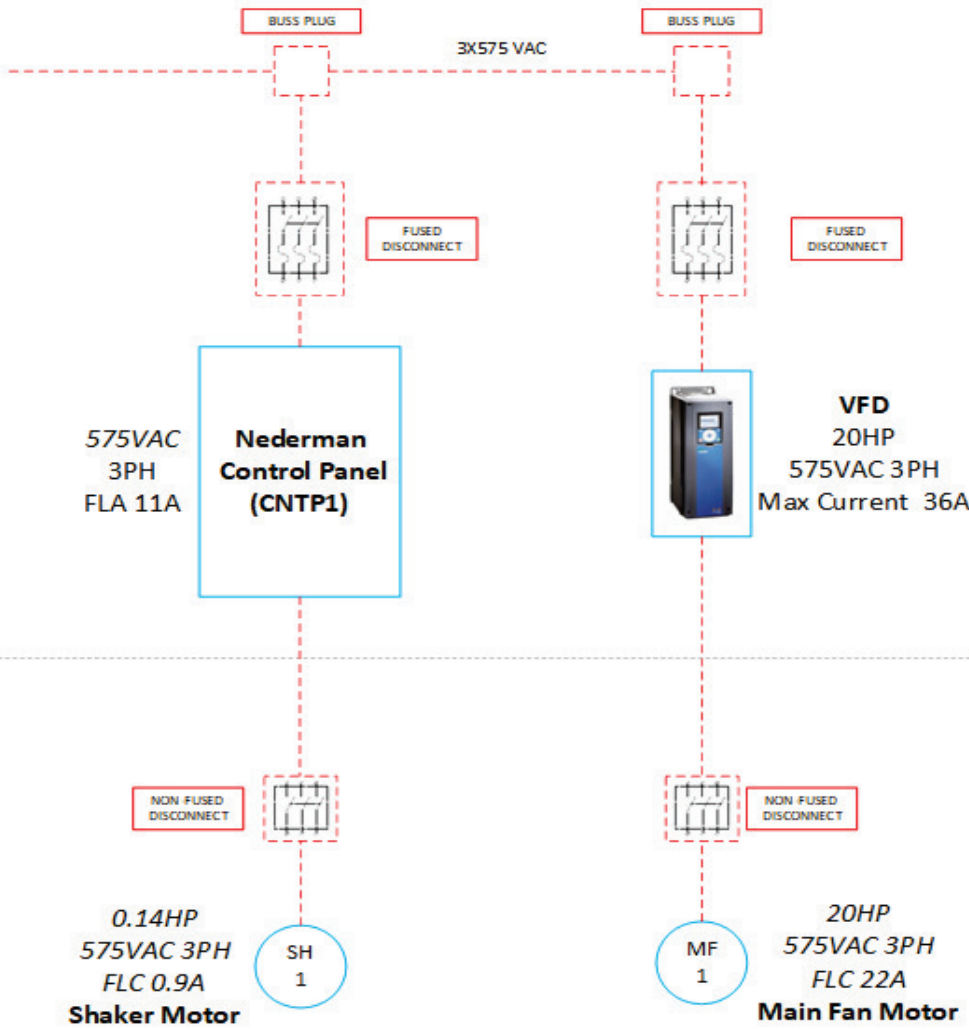 BUSS PLUG
BUSS PLUG
3X575 VAC
FUSED
DISCONNECT
FUSED
DISCONNECT
575VAC
3PH
FLA 11A
Nederman
Control Panel
(CNTP1)
VFD
20HP
575VAC 3PH
Max Current 36A
NON-FUSED
DISCONNECT
NON-FUSED
DISCONNECT
0.14HP
575VAC 3PH
FLC 0.9A
Shaker Motor
SH
1
MF
1
20HP
575VAC 3PH
FLC 22A
Main Fan Motor